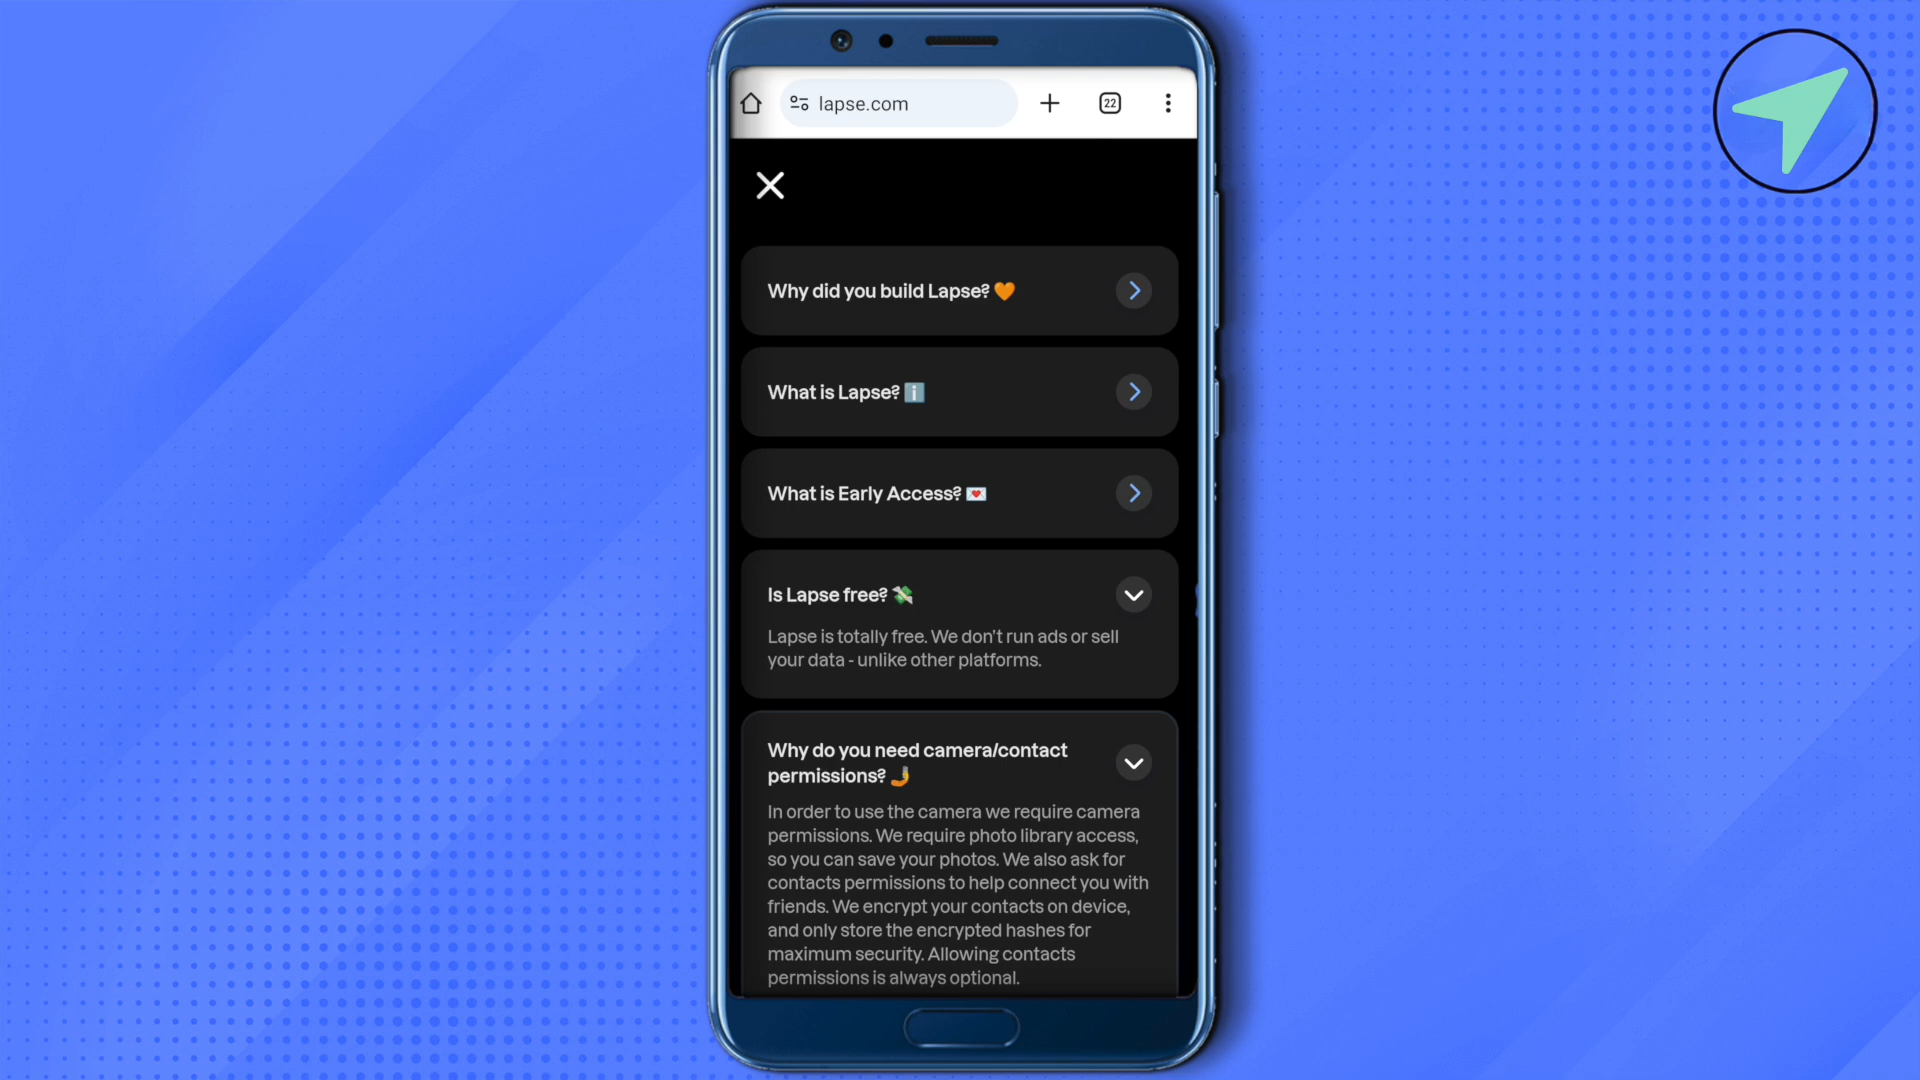 lapse.com
22
Why did you build Lapse? 🧡
What is Lapse? ℹ️
What is Early Access? 💌
Is Lapse free? 💸
Lapse is totally free. We don't run ads or sell
your data - unlike other platforms.
Why do you need camera/contact
permissions? 🤳
In order to use the camera we require camera
permissions. We require photo library access,
so you can save your photos. We also ask for
contacts permissions to help connect you with
friends. We encrypt your contacts on device,
and only store the encrypted hashes for
maximum security. Allowing contacts
permissions is always optional.